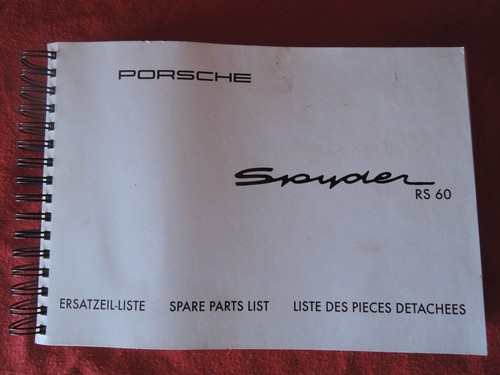 PORSCHE
Spyder
RS 60
ERSATZEIL-LISTE SPARE PARTS LIST LISTE DES PIECES DETACHEES